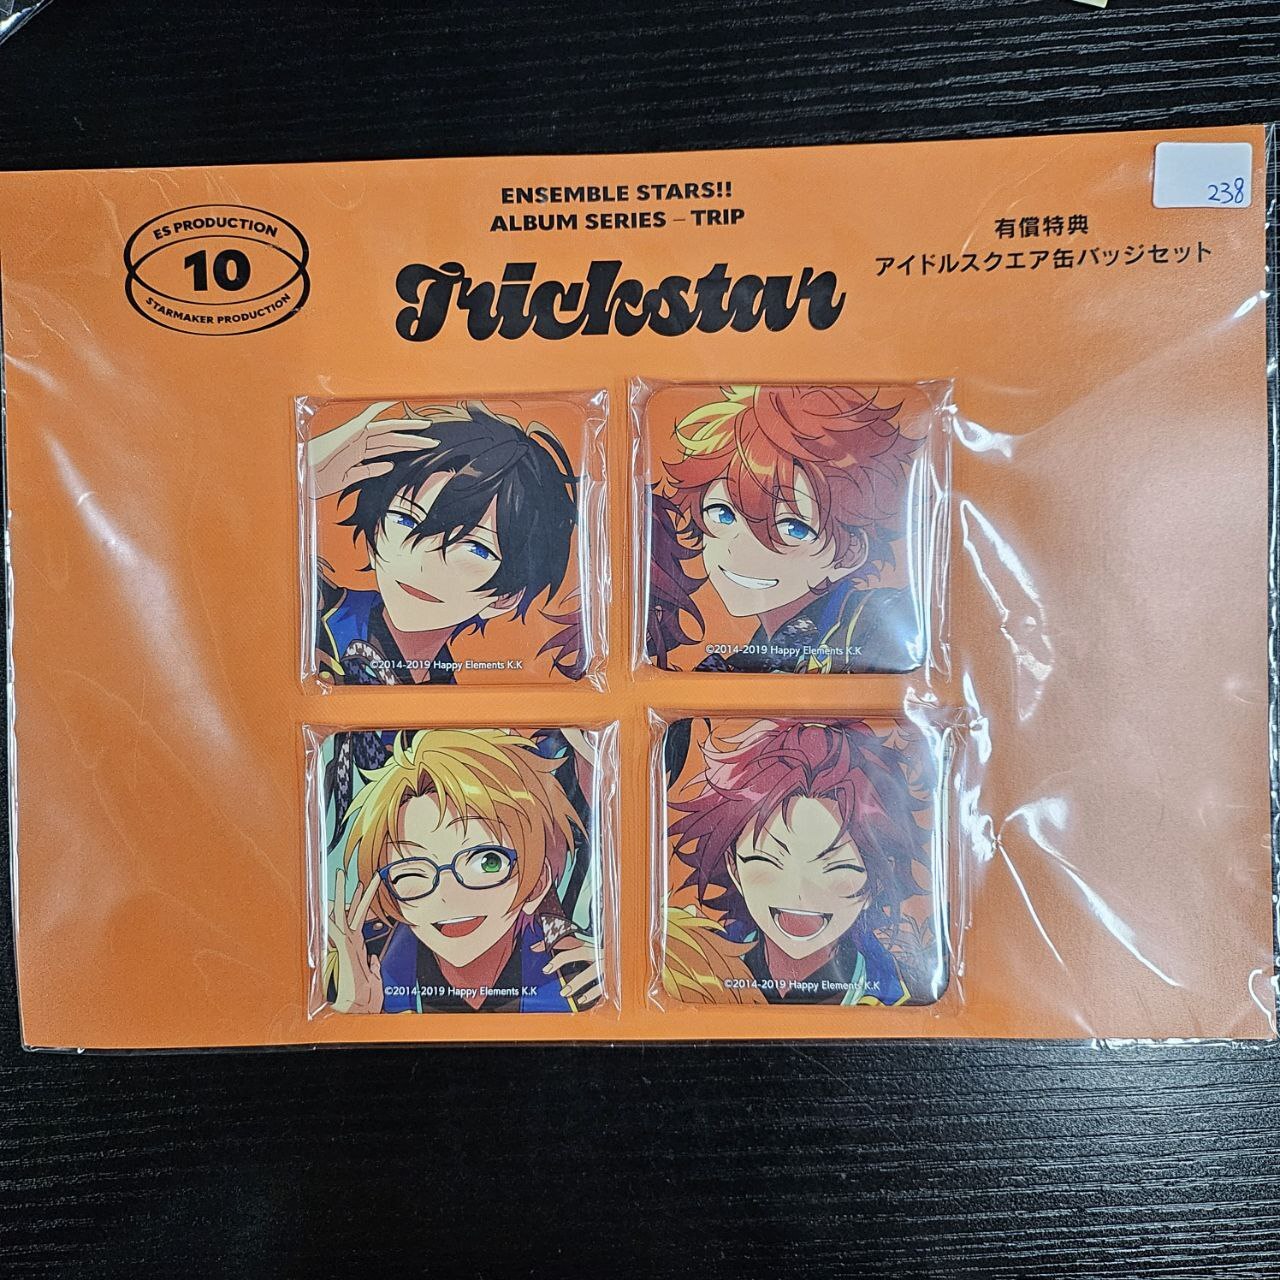 ES PRODUCTION
10
STARMAKER PRODUCTION
ENSEMBLE STARS!!
ALBUM SERIES – TRIP
Trickstar
有償特典
アイドルスクエア缶バッジセット
238
©2014-2019 Happy Elements K.K
©2014-2019 Happy Elements K.K
©2014-2019 Happy Elements K.K
©2014-2019 Happy Elements K.K